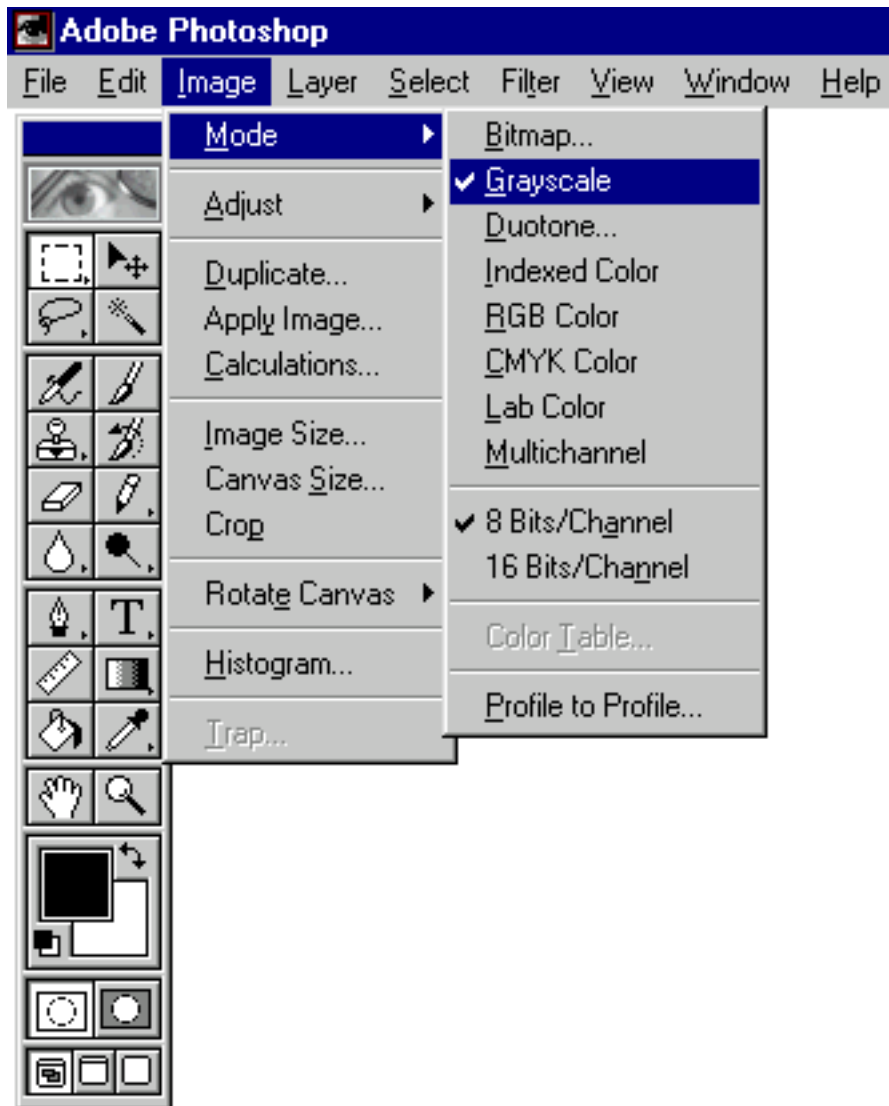 Adobe Photoshop
File Edit Image Layer Select Filter View Window Help
Mode
Adjust
Duplicate...
Apply Image...
Calculations...
Image Size...
Canvas Size...
Crop
Rotate Canvas
Histogram...
Trap...
Bitmap...
Grayscale
Duotone...
Indexed Color
RGB Color
CMYK Color
Lab Color
Multichannel
8 Bits/Channel
16 Bits/Channel
Color Table...
Profile to Profile...
T